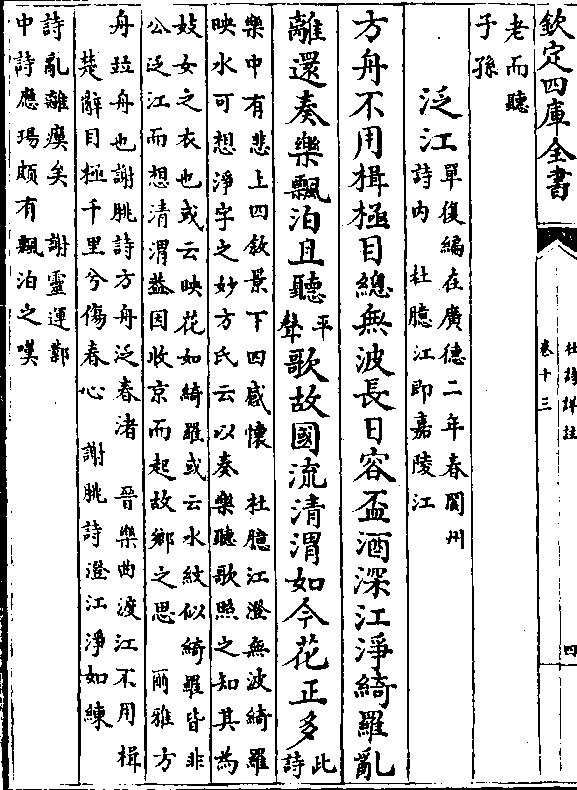 欽定四庫全書
杜詩詳註
卷十三
四
老而聽
子孫
泛江
單復編在廣德二年春閬州
詩内　杜臆江即嘉陵江
方舟不用楫極目總無波長日容盃酒深江淨綺羅亂
離還奏樂飄泊且聽
平
聲
歌故國流清渭如今花正多
此
詩
樂中有悲上四敘景下四感懷　杜臆江澄無波綺羅
映水可想淨字之妙方氏云以奏樂聽歌照之知其為
妓女之衣也或云映花如綺羅或云水紋似綺羅皆非
公泛江而想清渭蓋因收京而起故鄉之思　爾雅方
舟竝舟也謝朓詩方舟泛春渚　晉樂曲渡江不用楫
楚辭目極千里兮傷春心　謝朓詩澄江淨如練
詩亂離瘼矣　謝靈運鄴
中詩應瑒頗有飄泊之嘆